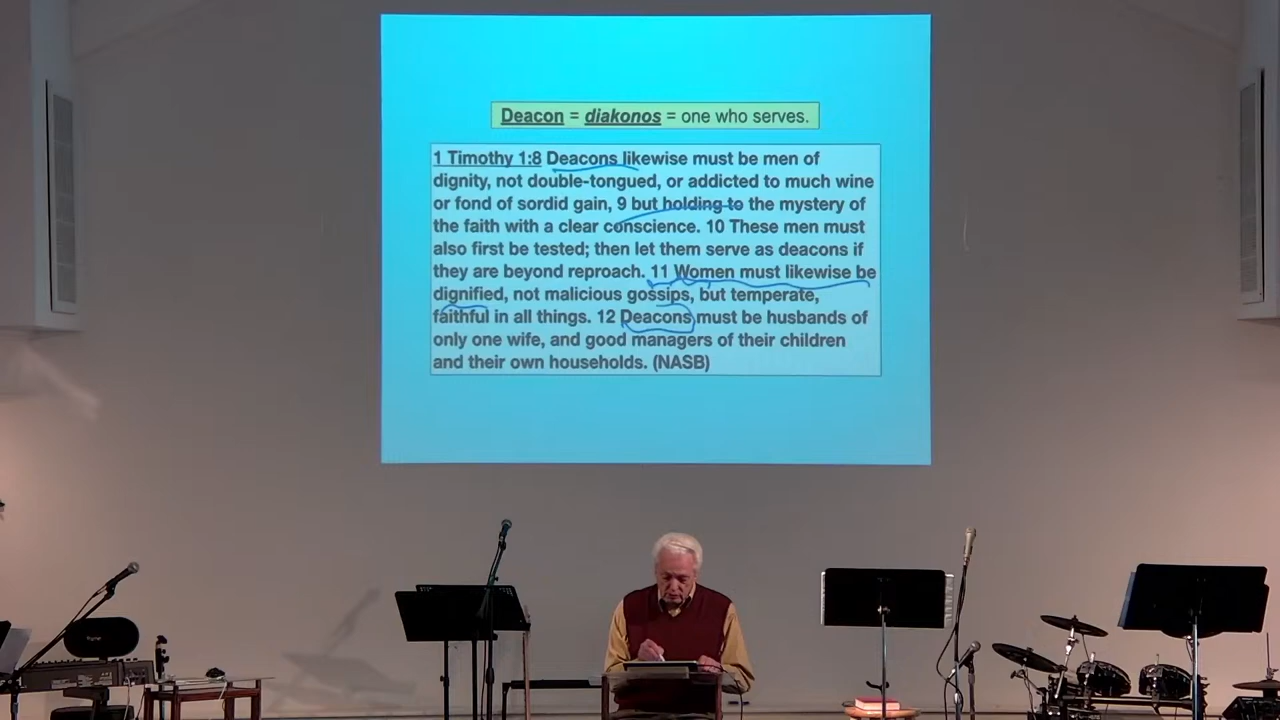 Deacon = diakonos = one who serves.
1 Timothy 1:8 Deacons likewise must be men of
dignity, not double-tongued, or addicted to much wine
or fond of sordid gain, 9 but holding to the mystery of
the faith with a clear conscience. 10 These men must
also first be tested; then let them serve as deacons if
they are beyond reproach. 11 Women must likewise be
dignified, not malicious gossips, but temperate,
faithful in all things. 12 Deacons must be husbands of
only one wife, and good managers of their children
and their own households. (NASB)